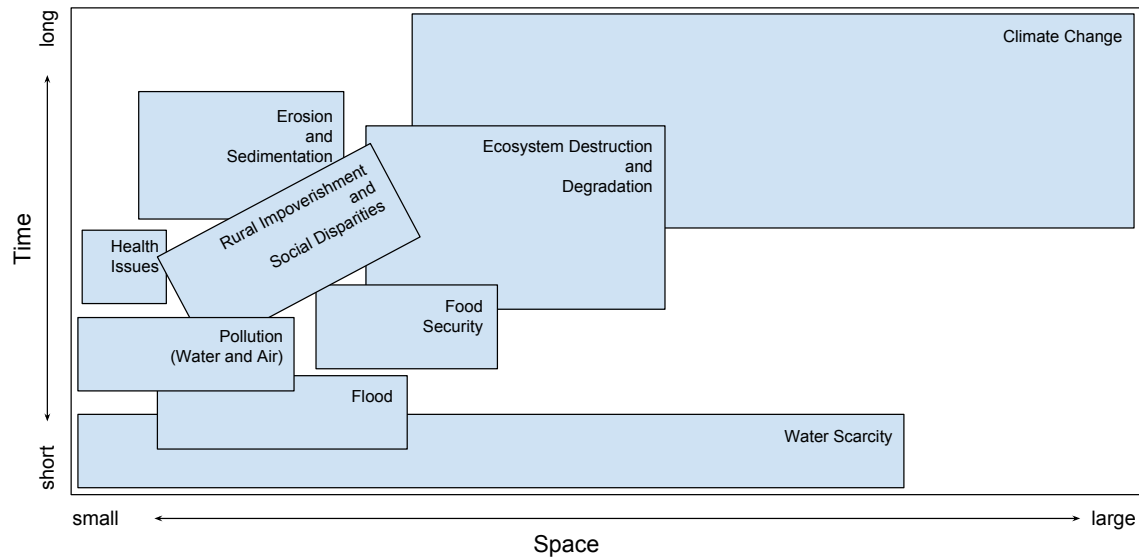 long
Climate Change
Erosion
and
Sedimentation
Ecosystem Destruction
and
Degradation
Rural Impoverishment
and
Social Disparities
Time
Health
Issues
Food
Security
Pollution
(Water and Air)
Flood
Water Scarcity
short
small
large
Space